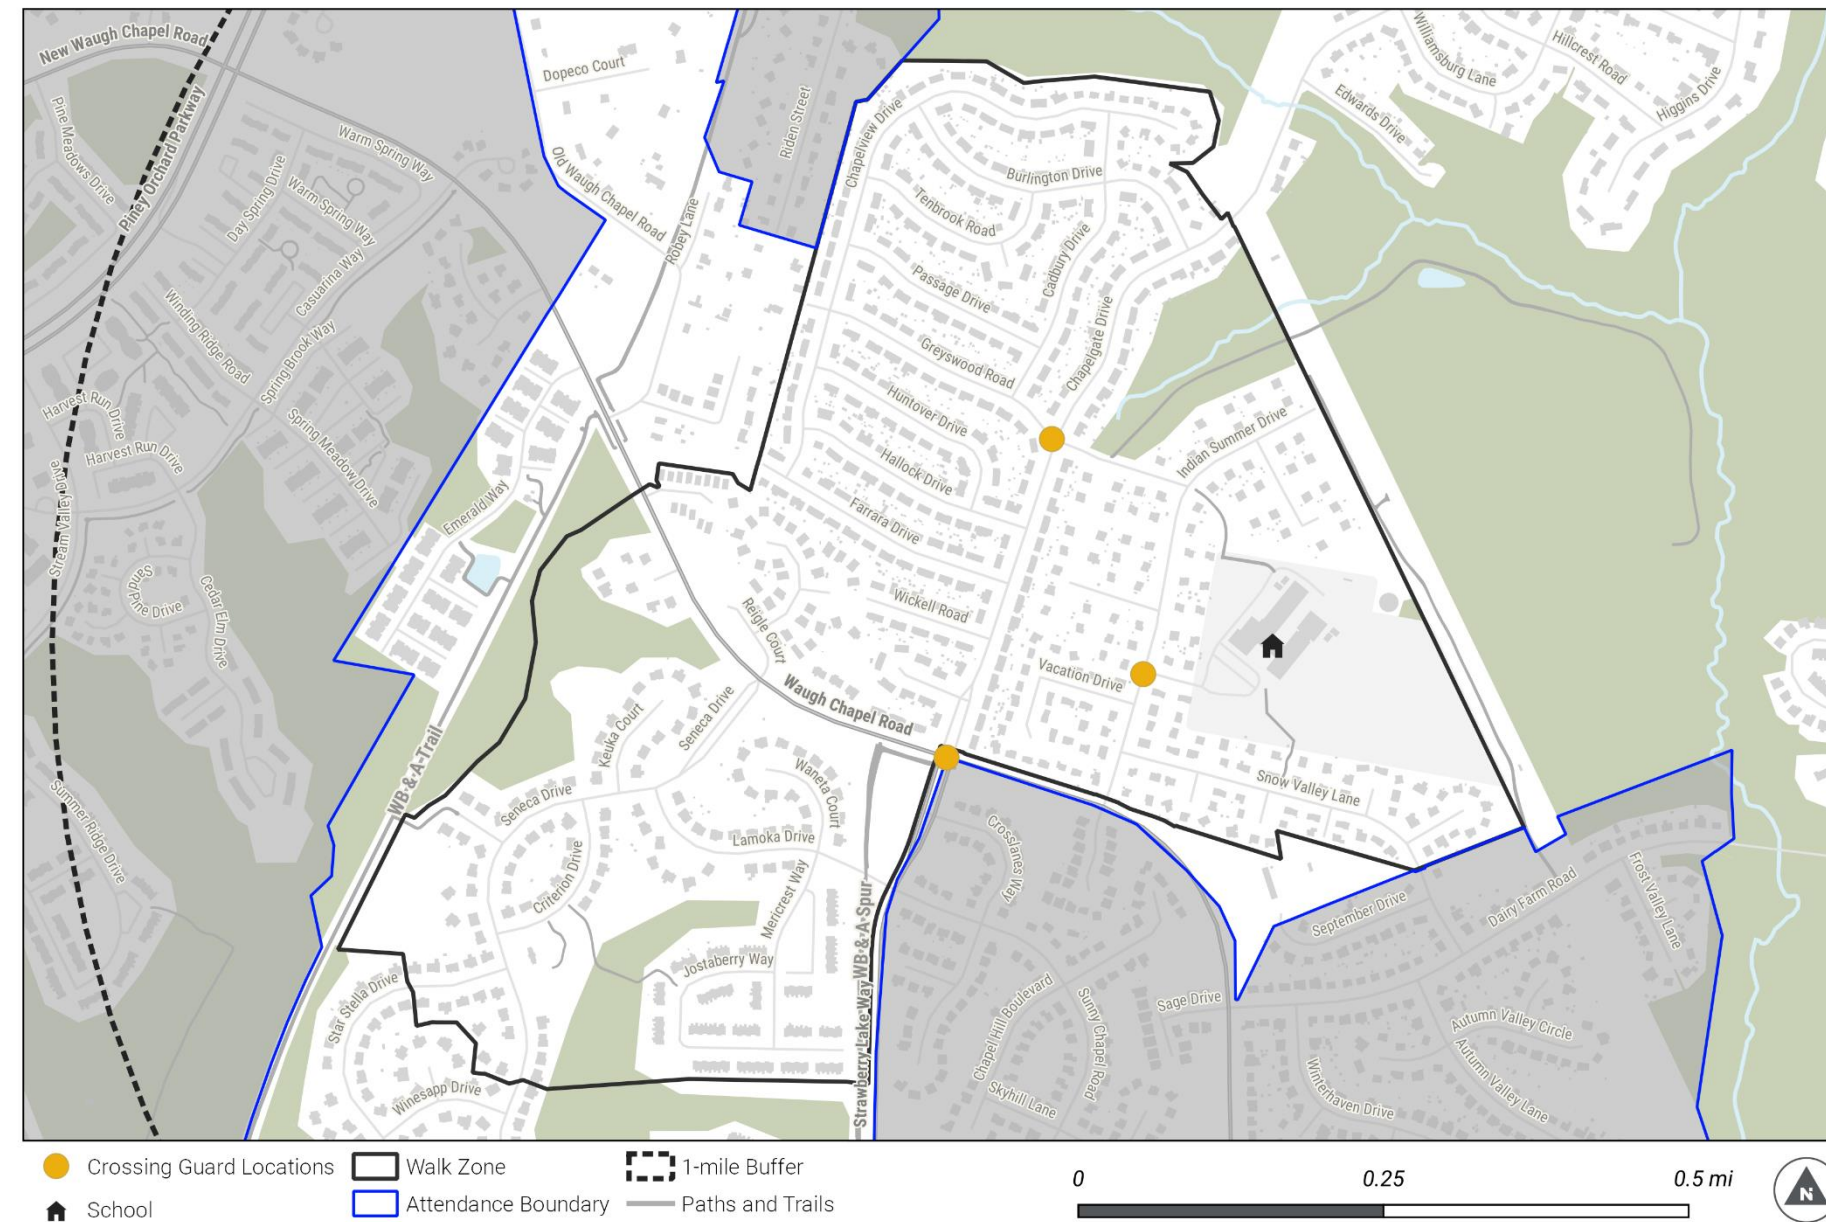 New Waugh Chapel Road
Piney Orchard Parkway
Pine Meadows Drive
Dopeco Court
Riden Street
Chapelview Drive
Williamsburg Lane
Hillcrest Road
Higgins Drive
Edwards Drive
Warm Spring Way
Day Spring Drive
Warm Spring Way
Casuarina Way
Old Waugh Chapel Road
Robey Lane
Burlington Drive
Teribrook Road
Cadbury Drive
Passage Drive
Chapelgate Drive
Greyswood Road
Winding Ridge Road
Spring Brook Way
Harvest Run Drive
Harvest Run Drive
Spring Meadow Drive
Stream Valley Drive
Huntover Drive
Hallock Drive
Farrara Drive
Indian Summer Drive
Emerald Way
Sand Pine Drive
Cedar Elm Drive
Wickell Road
Reigle Court
Vacation Drive
Waugh Chapel Road
Keuka Court
Seneca Drive
Seneca Drive
WB & A Trail
Waneta Court
Lamoka Drive
Snow Valley Lane
Summer Ridge Drive
Criterion Drive
Mericrest Way
Crosslanes Way
WB & A Spur
Strawberry Lake Way
September Drive
Dairy Farm Road
Frost Valley Lane
Jostaberry Way
Star Stella Drive
Winesapp Drive
Chapel Hill Boulevard
Sunny Chapel Road
Skyhill Lane
Sage Drive
Autumn Valley Circle
Autumn Valley Lane
Winterhaven Drive
Crossing Guard Locations
Walk Zone
1-mile Buffer
School
Attendance Boundary
Paths and Trails
0
0.25
0.5 mi
N